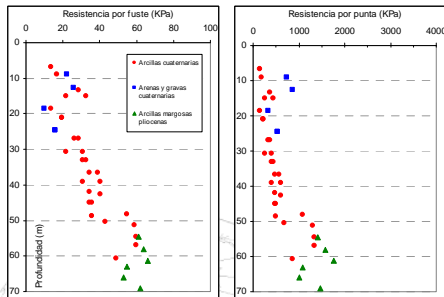 Resistencia por fuste (KPa)
0 20 40 60 80 100
0
10
20
30
40
50
60
70
Profundidad (m)
Arcillas cuaternarias
Arenas y gravas
cuaternarias
Arcillas margosas
pliocenas
Resistencia por punta (KPa)
0 1000 2000 3000 4000
0
10
20
30
40
50
60
70